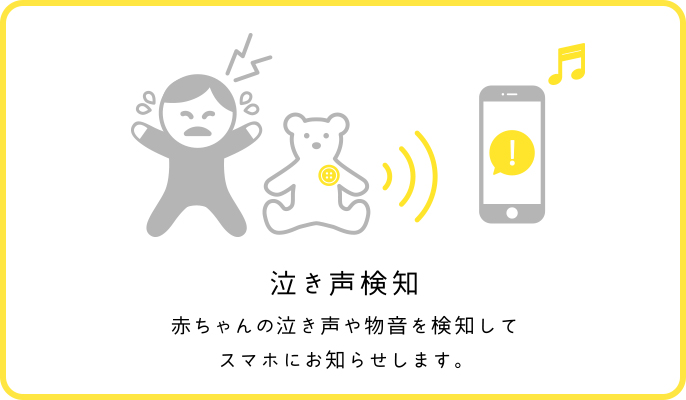 泣き声検知
赤ちゃんの泣き声や物音を検知して
スマホにお知らせします。